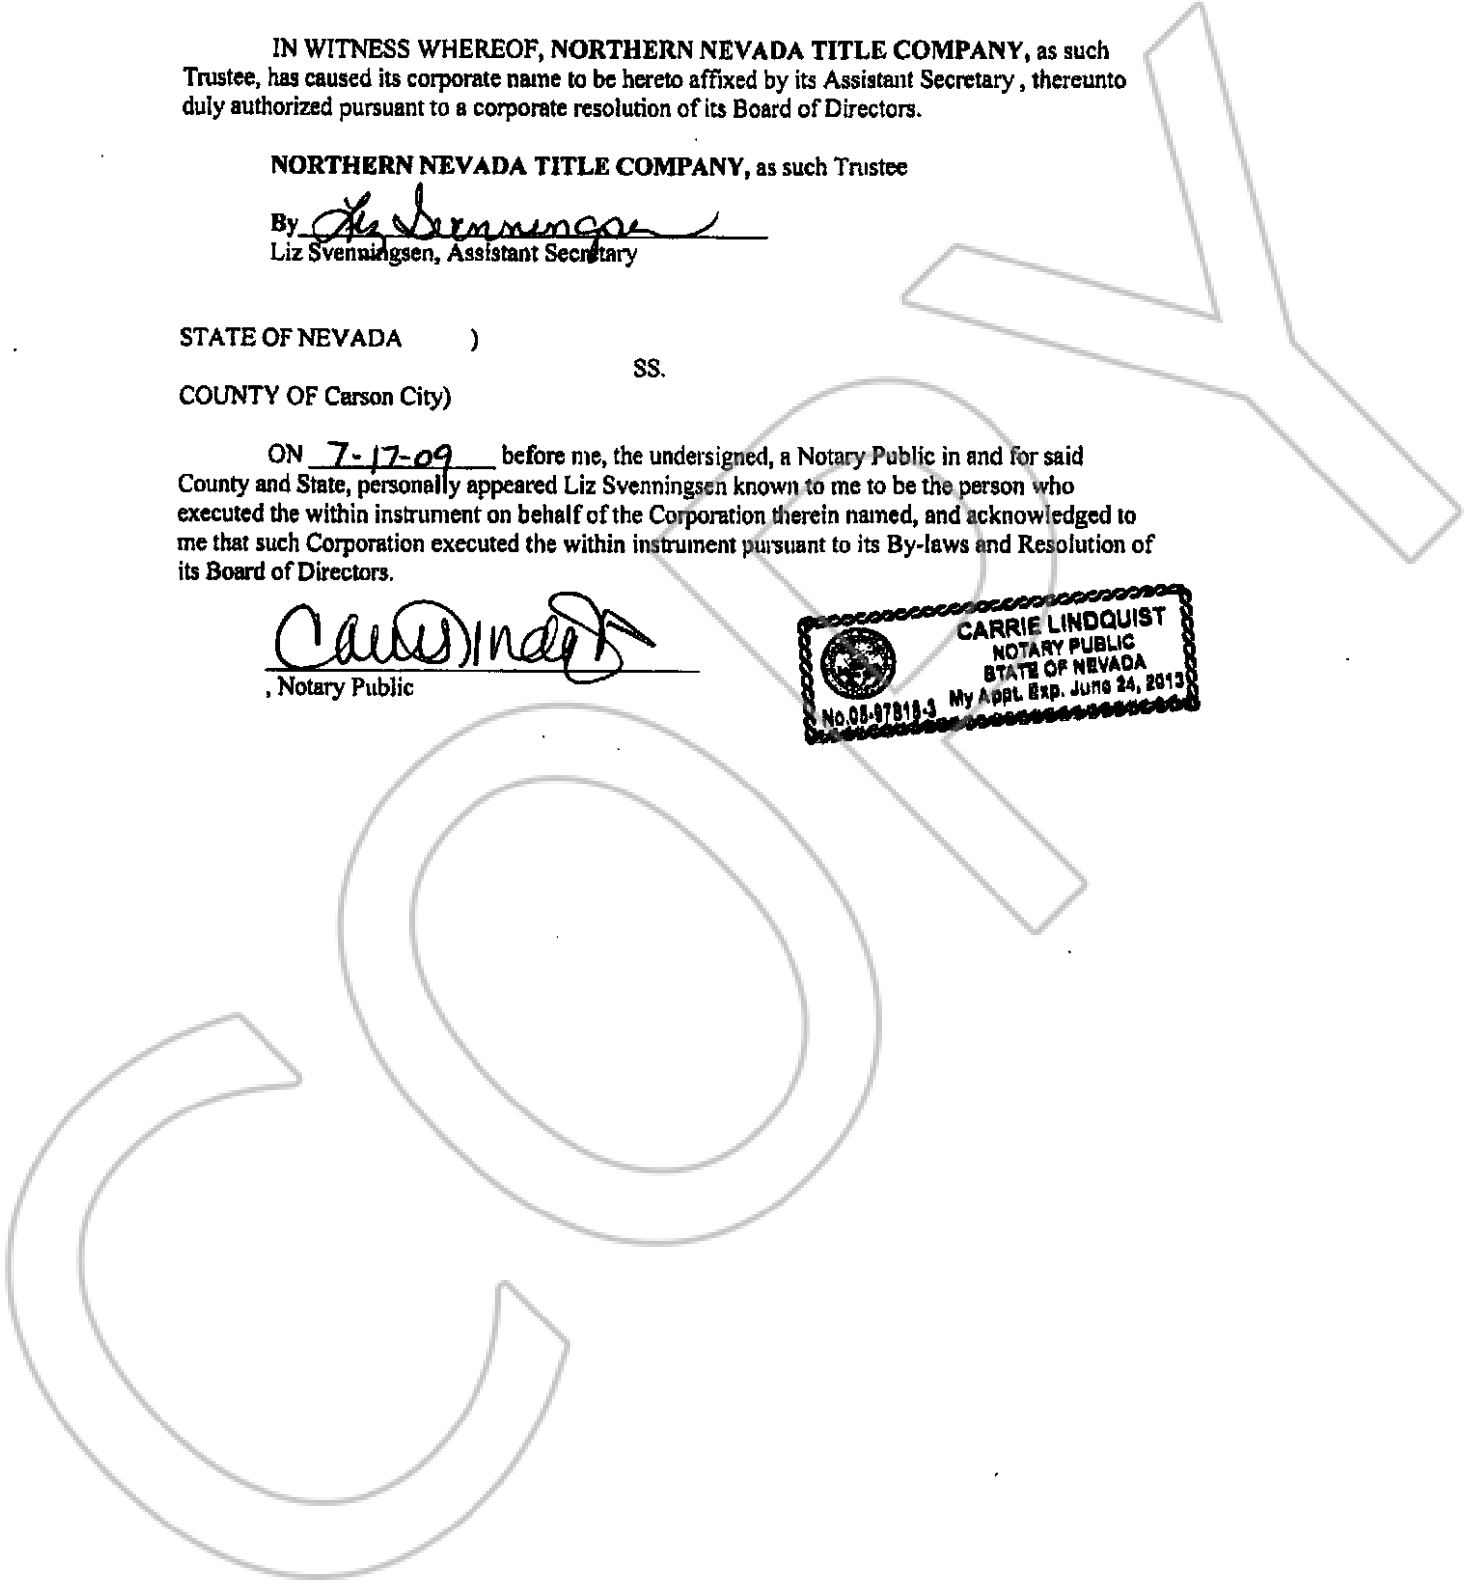 IN WITNESS WHEREOF, NORTHERN NEVADA TITLE COMPANY, as such
Trustee, has caused its corporate name to be hereto affixed by its Assistant Secretary , thereunto
duly authorized pursuant to a corporate resolution of its Board of Directors.
NORTHERN NEVADA TITLE COMPANY, as such Trustee
By Liz Svenningsen
Liz Svenningsen, Assistant Secretary
STATE OF NEVADA )
SS.
COUNTY OF Carson City)
ON 7-17-09 before me, the undersigned, a Notary Public in and for said
County and State, personally appeared Liz Svenningsen known to me to be the person who
executed the within instrument on behalf of the Corporation therein named, and acknowledged to
me that such Corporation executed the within instrument pursuant to its By-laws and Resolution of
its Board of Directors.
, Notary Public
CARRIE LINDQUIST
NOTARY PUBLIC
STATE OF NEVADA
My Appt. Exp. June 24, 2013
COPY